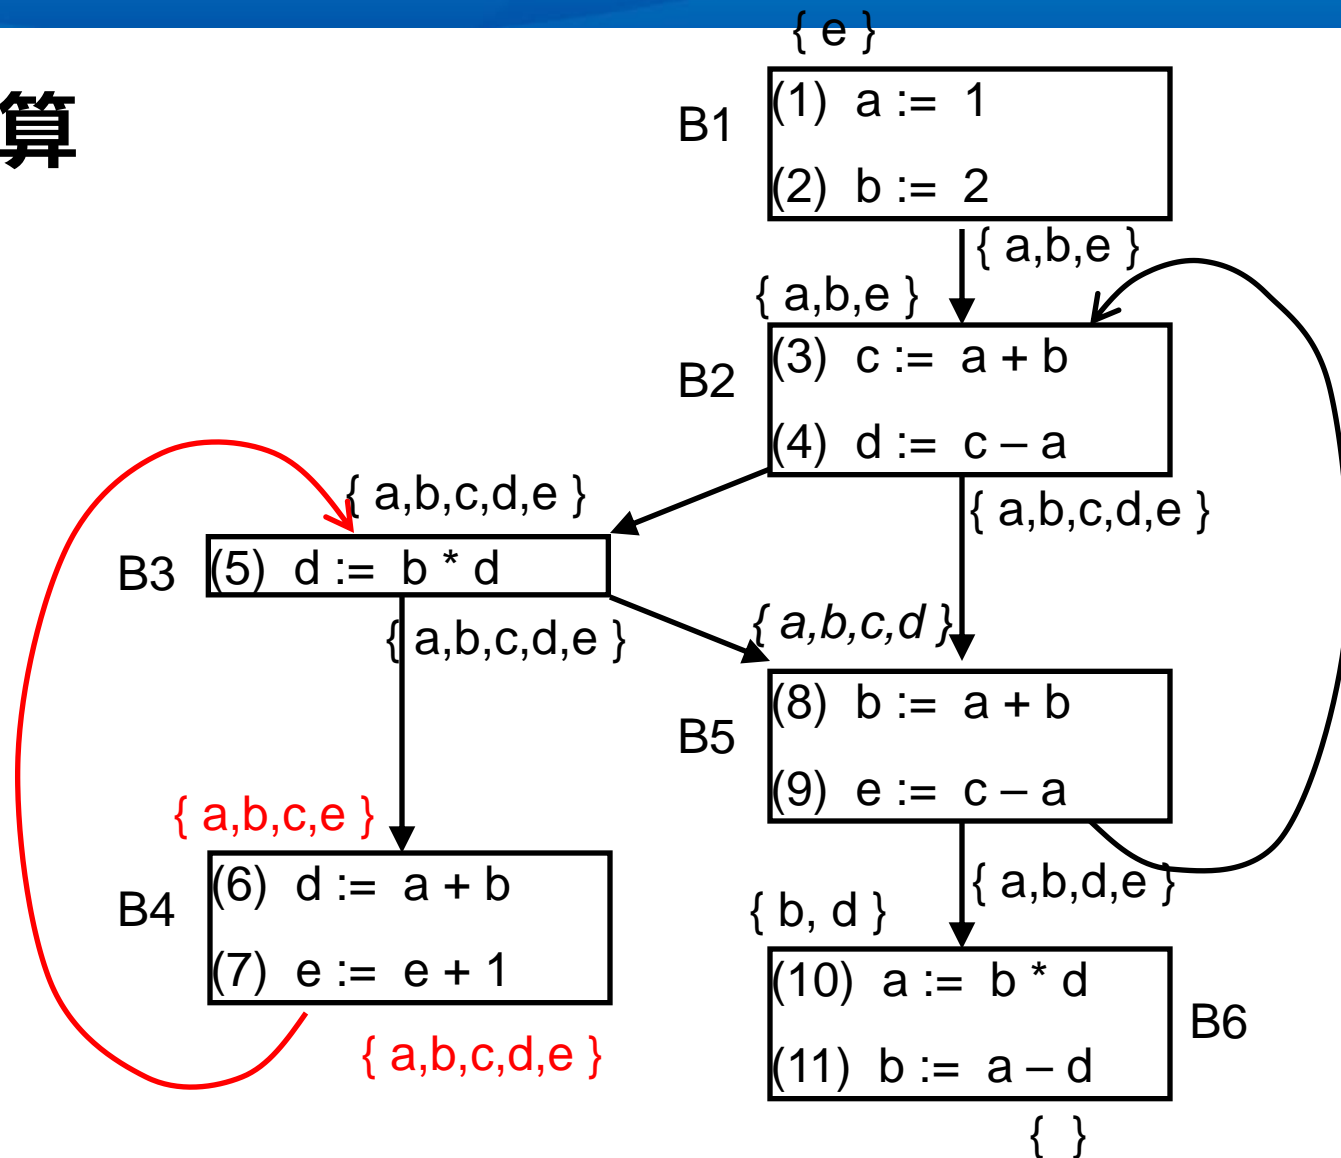 算
{ e }
B1
(1) a := 1
(2) b := 2
{ a,b,e }
{ a,b,e }
B2
(3) c := a + b
(4) d := c – a
{ a,b,c,d,e }
{ a,b,c,d,e }
B3
(5) d := b * d
{ a,b,c,d,e }
{ a,b,c,d }
B5
(8) b := a + b
(9) e := c – a
{ a,b,c,e }
B4
(6) d := a + b
(7) e := e + 1
{ a,b,c,d,e }
{ a,b,d,e }
{ b, d }
(10) a := b * d
(11) b := a – d
B6
{ }